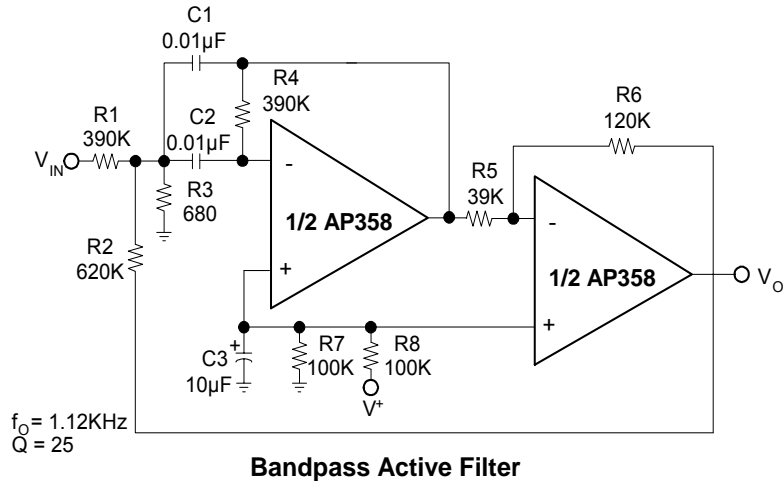 C1
0.01µF
R4
390K
R6
120K
R1
390K
C2
0.01µF
V_IN
R3
680
R5
39K
-
+
1/2 AP358
-
+
1/2 AP358
V_O
R2
620K
C3
10µF
+
R7
100K
R8
100K
V⁺
f_O = 1.12KHz
Q = 25
Bandpass Active Filter